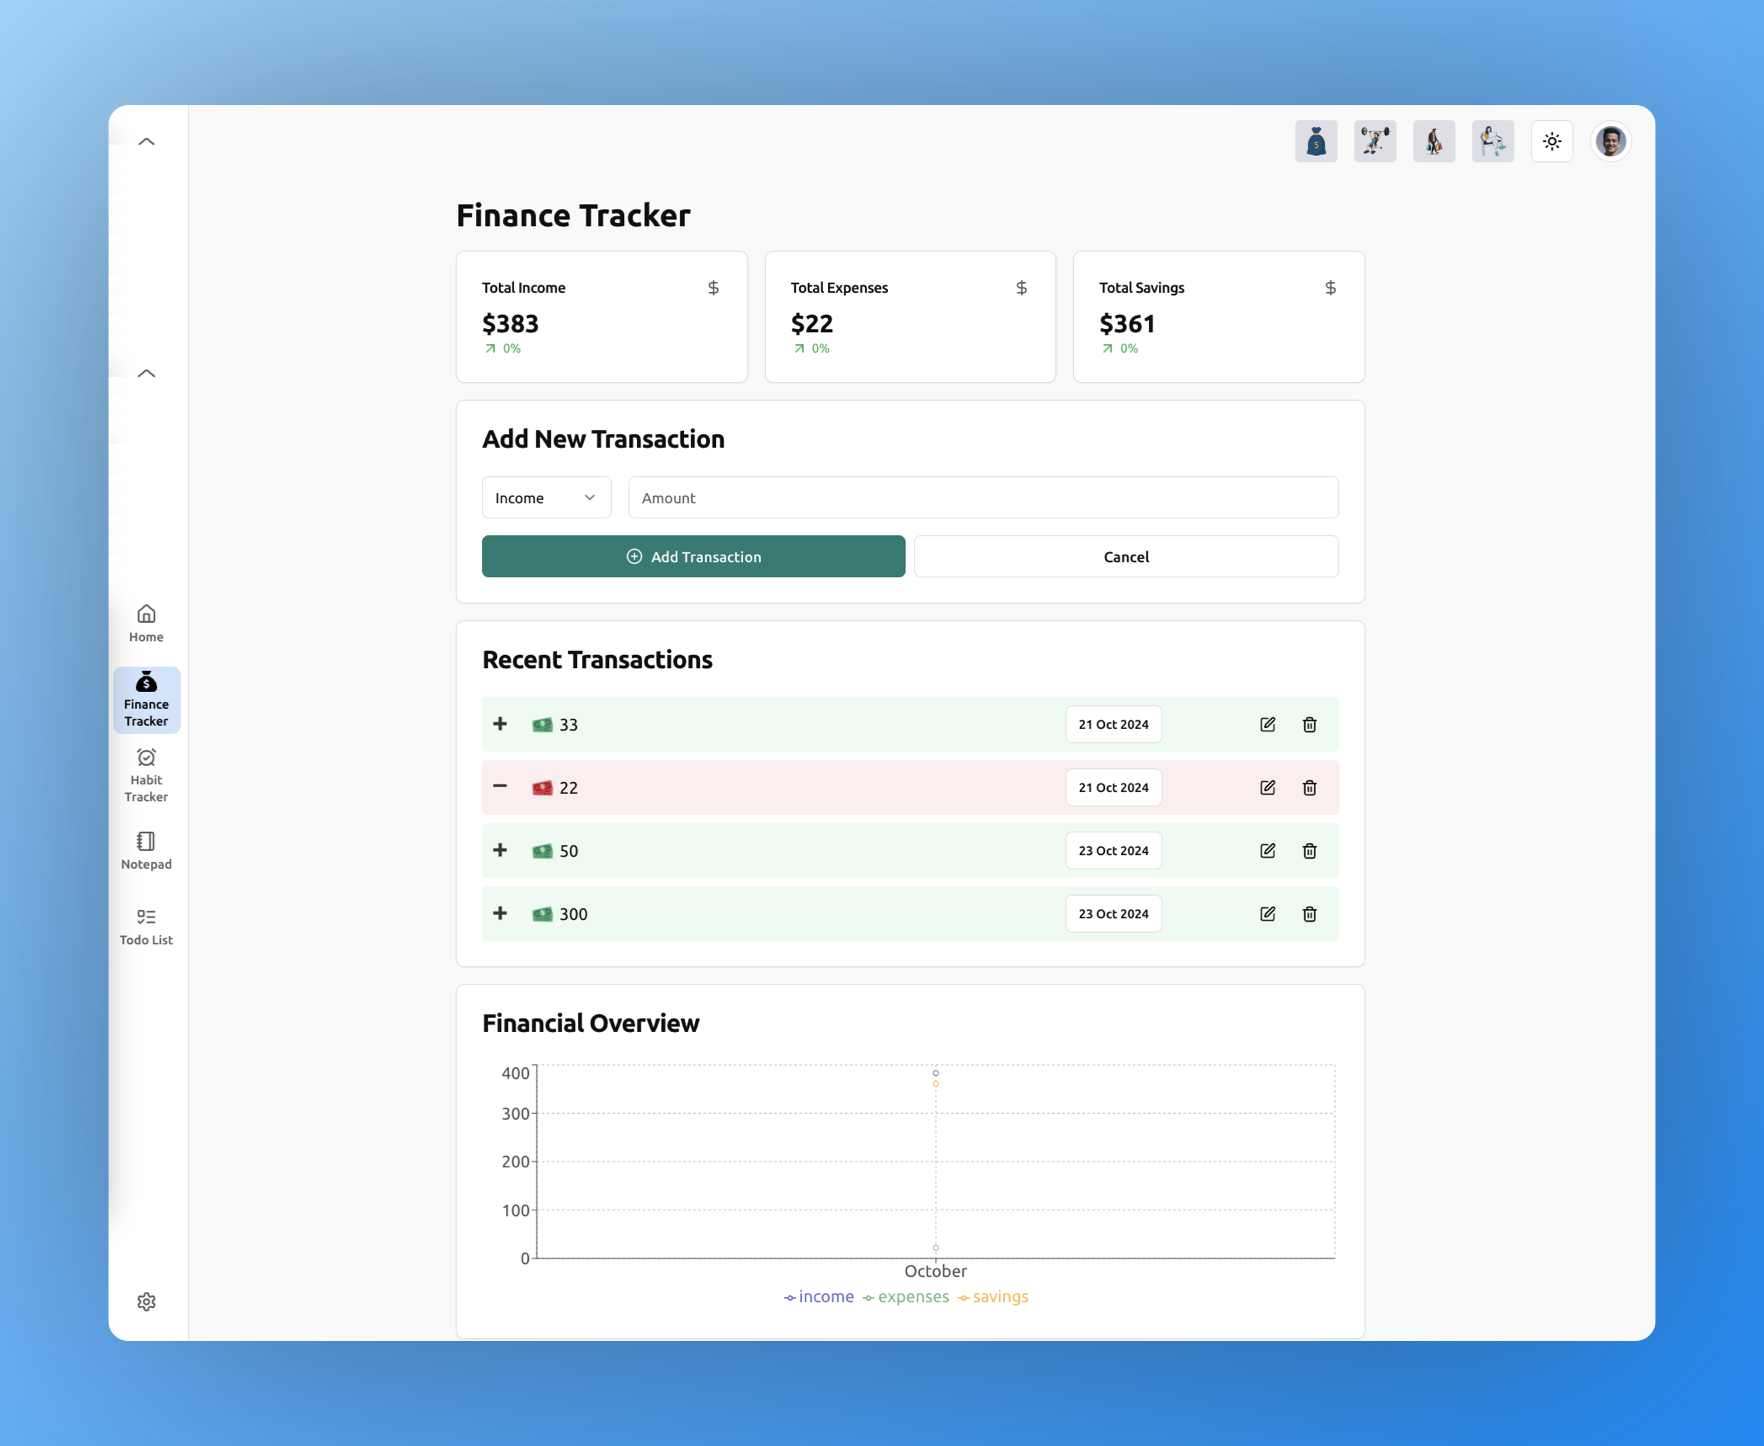 Finance Tracker
Total Income
$
$383
0%
Total Expenses
$
$22
0%
Total Savings
$
$361
0%
Add New Transaction
Income
Amount
Add Transaction
Cancel
Recent Transactions
+ 33 21 Oct 2024
− 22 21 Oct 2024
+ 50 23 Oct 2024
+ 300 23 Oct 2024
Financial Overview
400
300
200
100
0
October
income expenses savings
Home
Finance
Tracker
Habit
Tracker
Notepad
Todo List